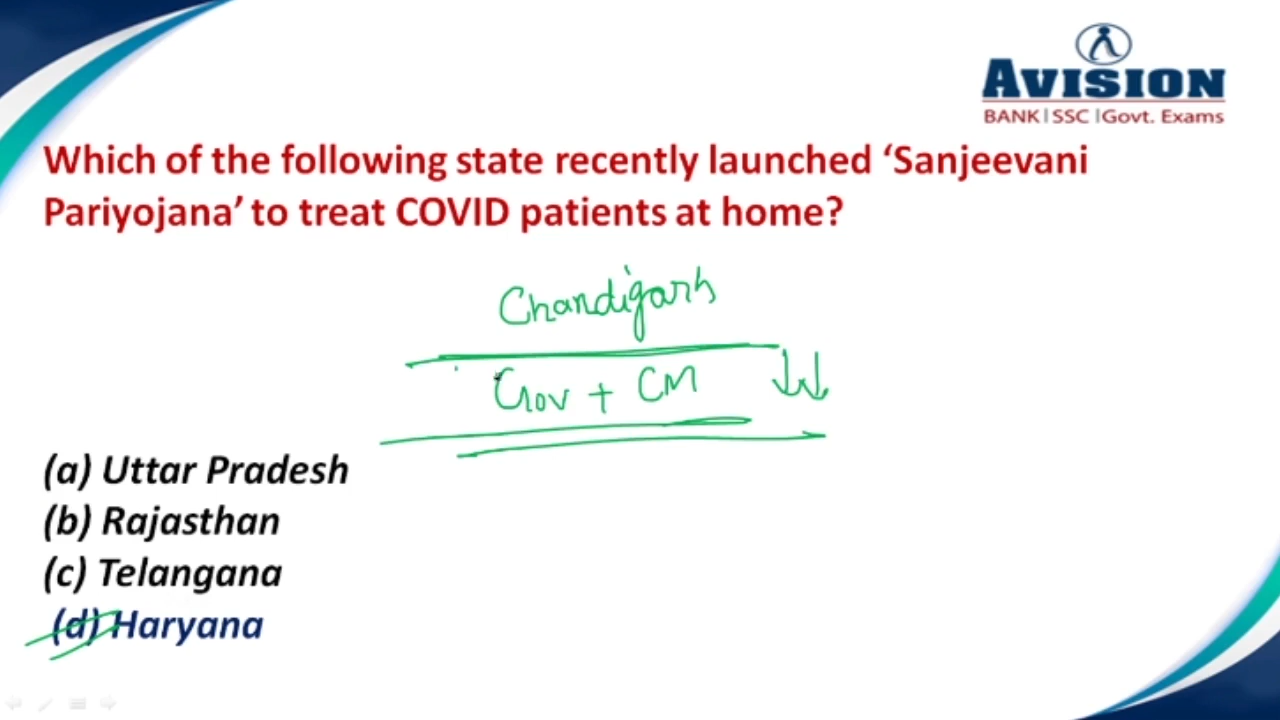 AVISION
BANK | SSC | Govt. Exams
Which of the following state recently launched ‘Sanjeevani
Pariyojana’ to treat COVID patients at home?
Chandigarh
Gov + CM
(a) Uttar Pradesh
(b) Rajasthan
(c) Telangana
(d) Haryana